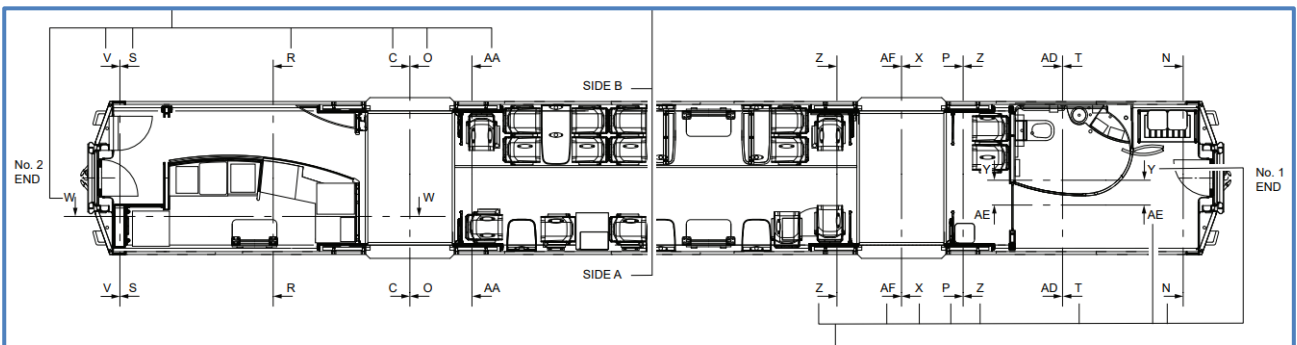 V S R C O AA Z AF X P Z AD T N
SIDE B
No. 2
END
No. 1
END
W W
Y Y
AE AE
SIDE A
V S R C O AA Z AF X P Z AD T N